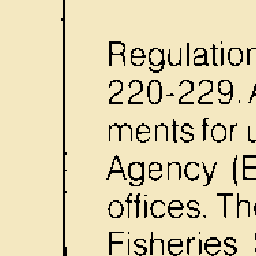 Regulation
220-229. A
ments for u
Agency (E
offices. The
Fisheries S